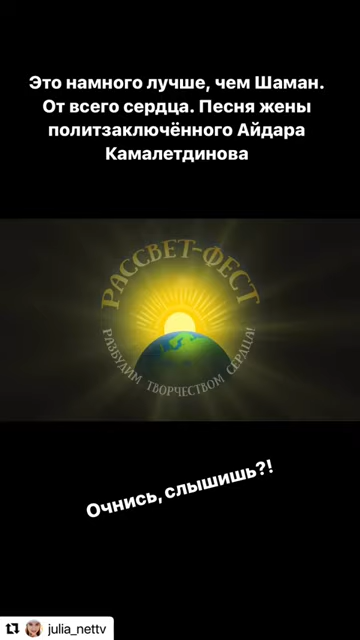 Это намного лучше, чем Шаман.
От всего сердца. Песня жены
политзаключённого Айдара
Камалетдинова
РАССВЕТ-ФЕСТ
РАЗБУДИМ ТВОРЧЕСТВОМ СЕРДЦА!
Очнись, слышишь?!
julia_nettv